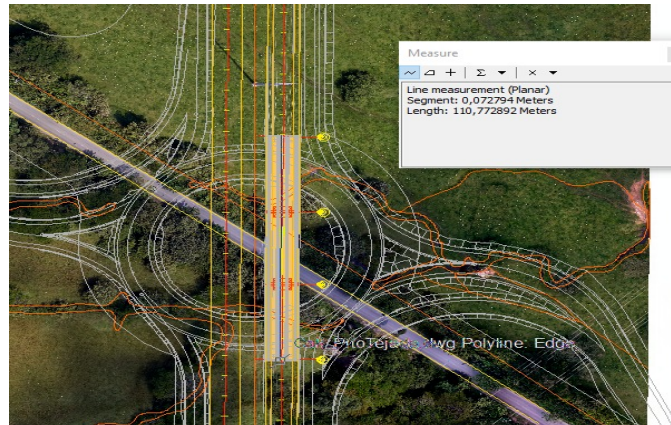 Measure
Line measurement (Planar)
Segment: 0,072794 Meters
Length: 110,772892 Meters
Polyline: Edge